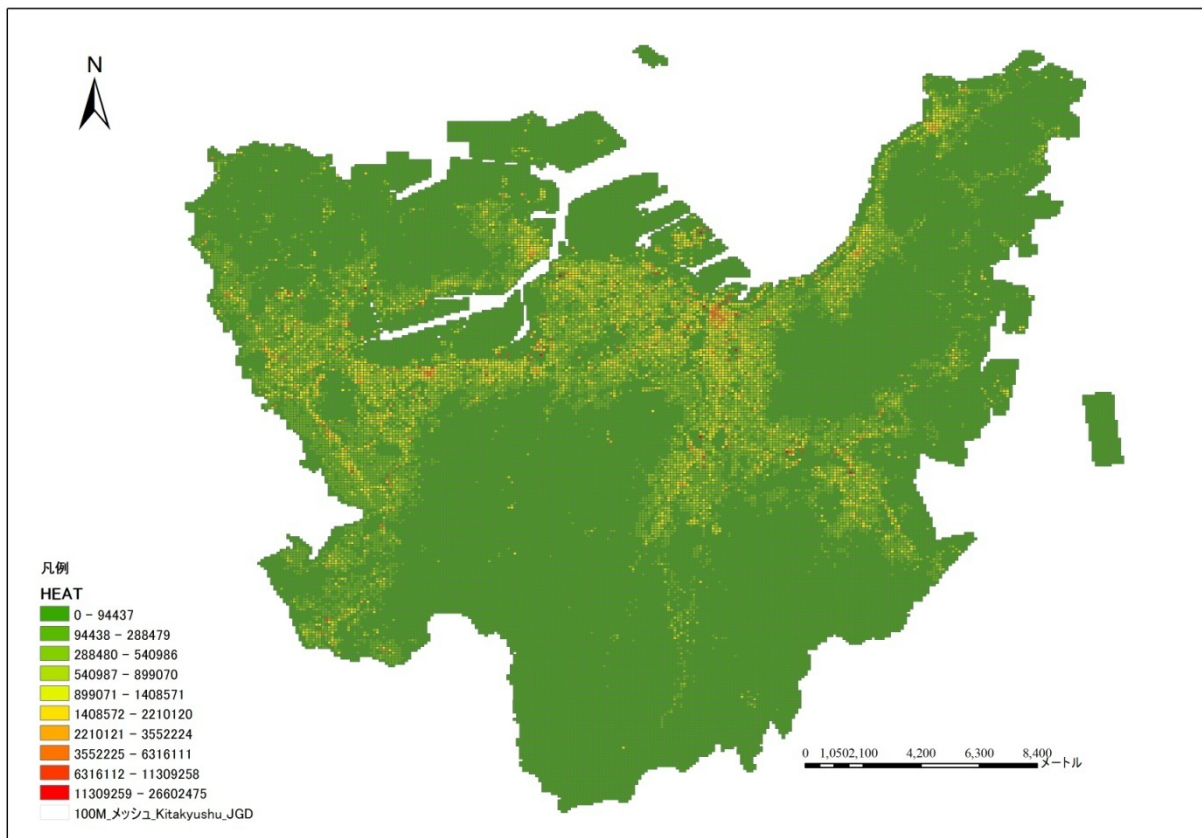 N
凡例
HEAT
0 - 94437
94438 - 288479
288480 - 540986
540987 - 899070
899071 - 1408571
1408572 - 2210120
2210121 - 3552224
3552225 - 6316111
6316112 - 11309258
11309259 - 26602475
100M_メッシュ_Kitakyushu_JGD
0 1,0502,100 4,200 6,300 8,400
メートル